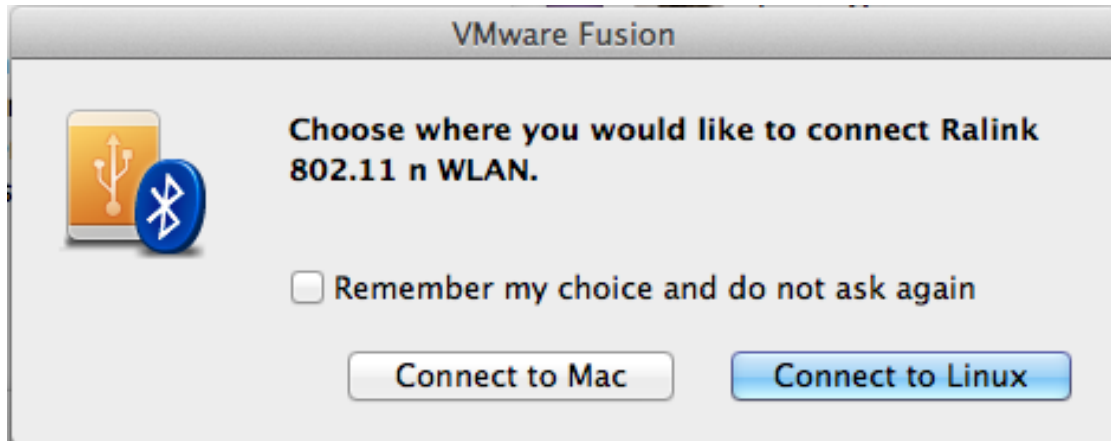 VMware Fusion
Choose where you would like to connect Ralink
802.11 n WLAN.
Remember my choice and do not ask again
Connect to Mac
Connect to Linux